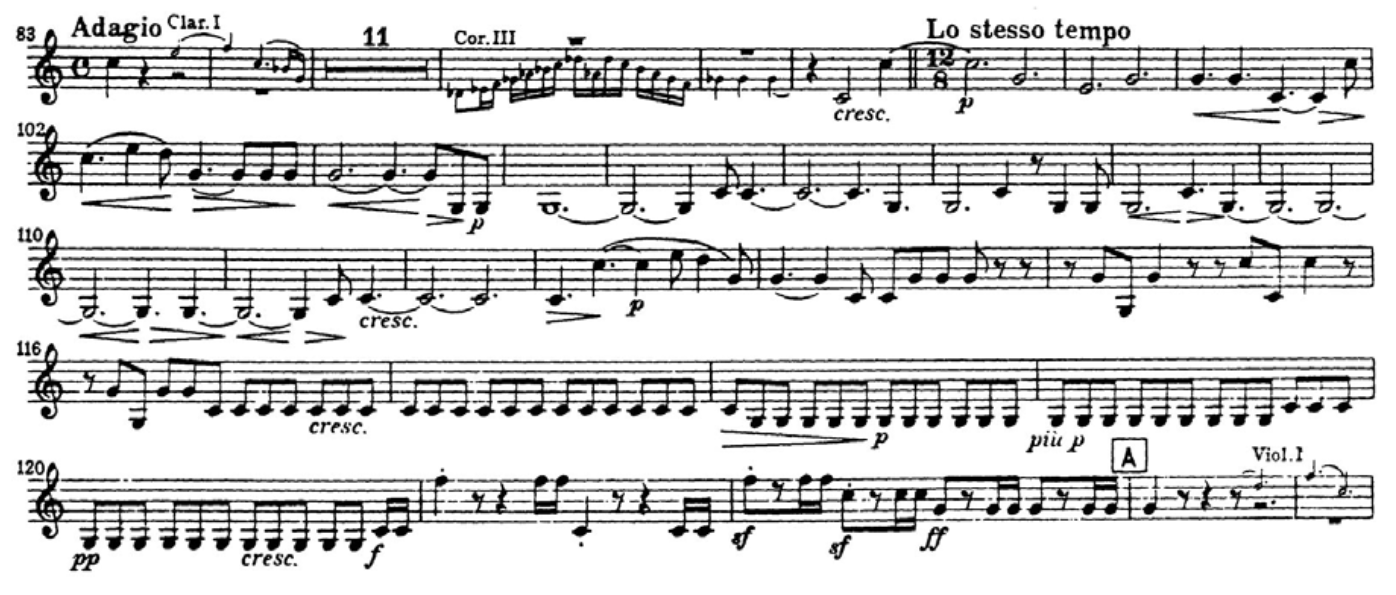 83 Adagio Clar. I 11 Cor. III Lo stesso tempo
12
8
cresc. p
102
p
110
cresc. p
116
cresc. p più p
120 A Viol. I
pp cresc. f sf sf ff